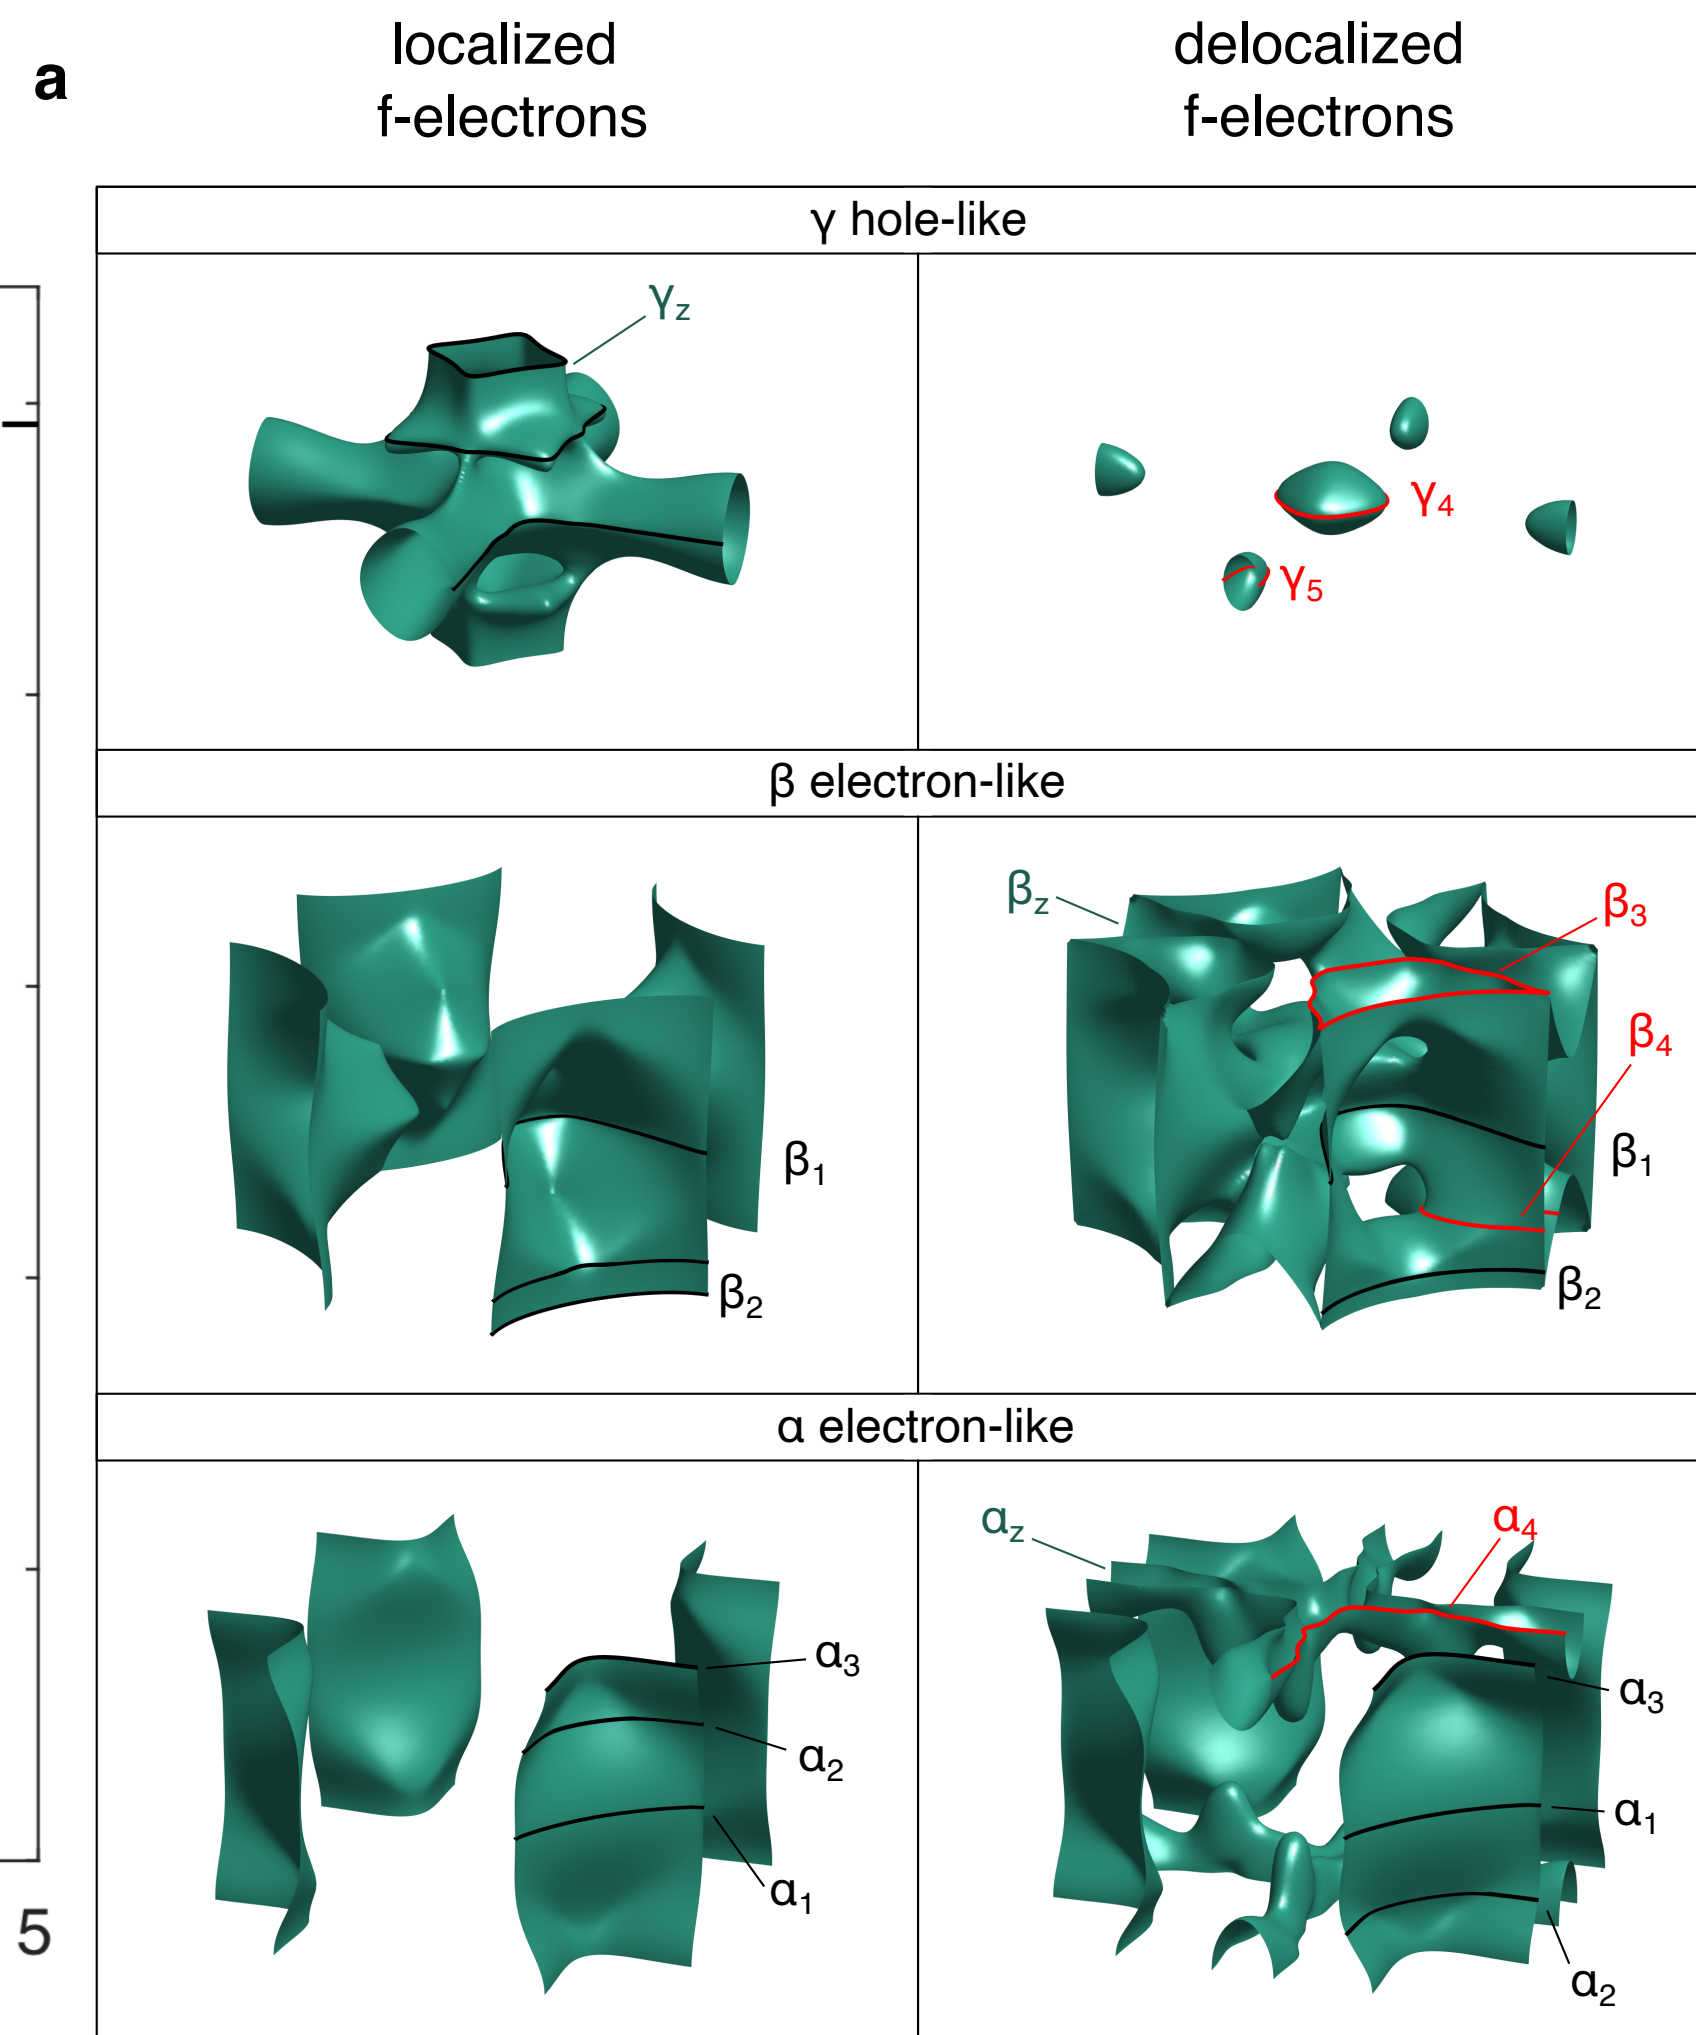 a
localized
f-electrons
delocalized
f-electrons
γ hole-like
γz
γ4
γ5
β electron-like
β1
β2
βz
β3
β4
β1
β2
α electron-like
α3
α2
α1
αz
α4
α3
α1
α2
5